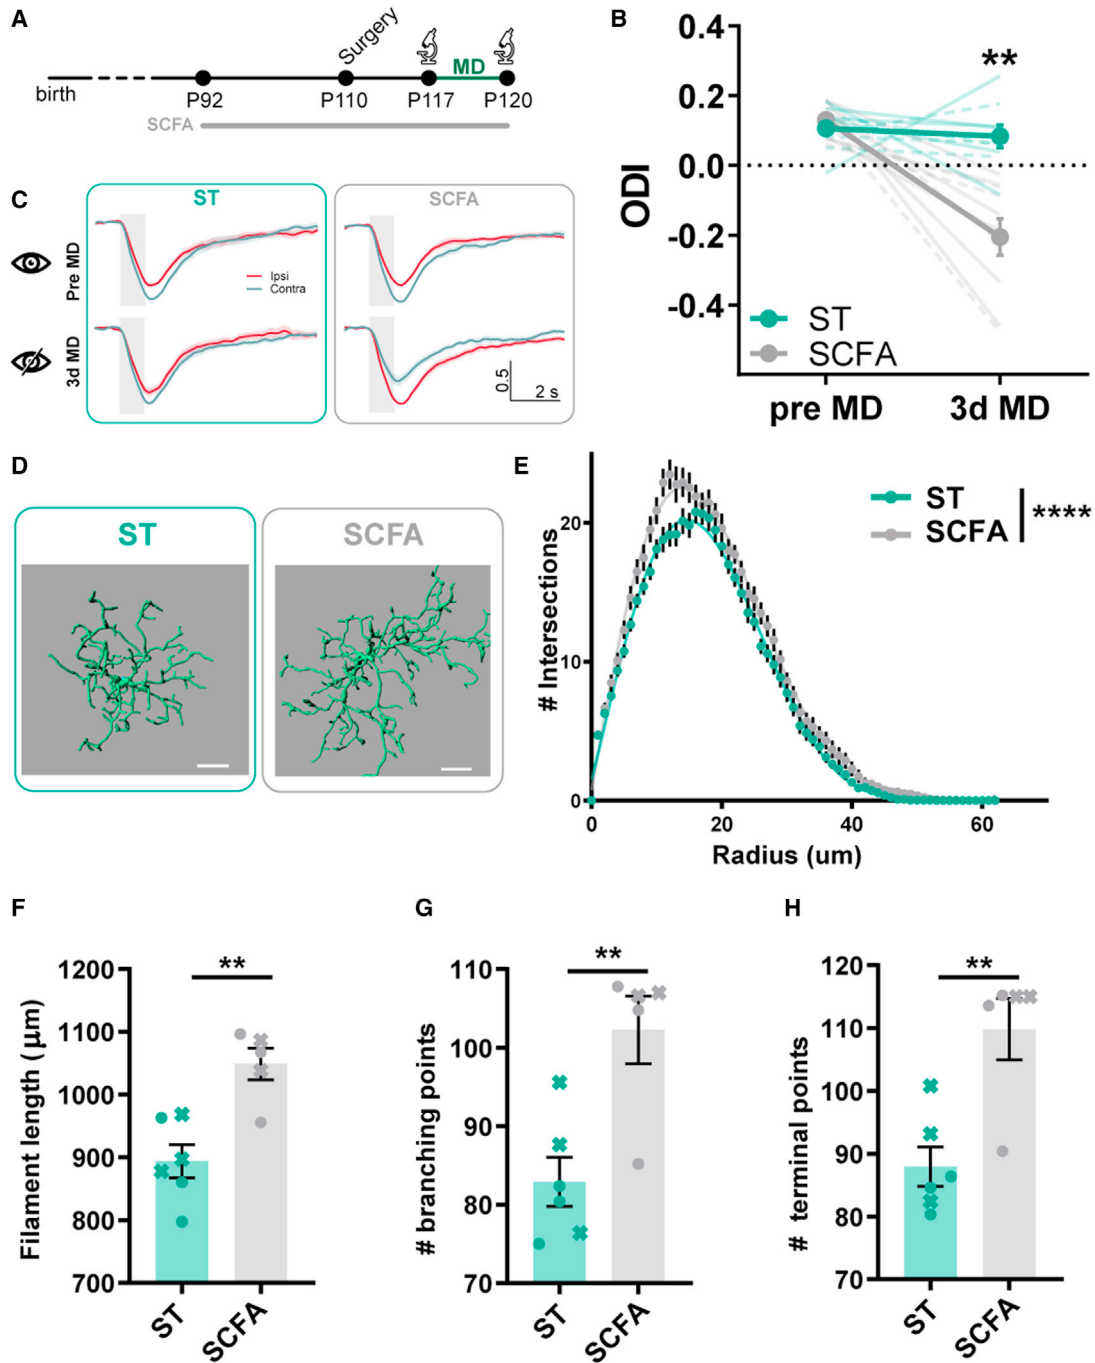 A
Surgery
MD
birth
P92
P110
P117
P120
SCFA
B
0.4
0.2
0.0
-0.2
-0.4
ODI
**
ST
SCFA
pre MD
3d MD
C
ST
SCFA
Pre MD
Ipsi
Contra
3d MD
0.5
2 s
D
ST
SCFA
E
# Intersections
20
10
0
0
20
40
60
Radius (um)
ST
SCFA
****
F
Filament length (µm)
1200
1100
1000
900
800
700
**
ST
SCFA
G
# branching points
110
100
90
80
70
**
ST
SCFA
H
# terminal points
120
110
100
90
80
70
**
ST
SCFA